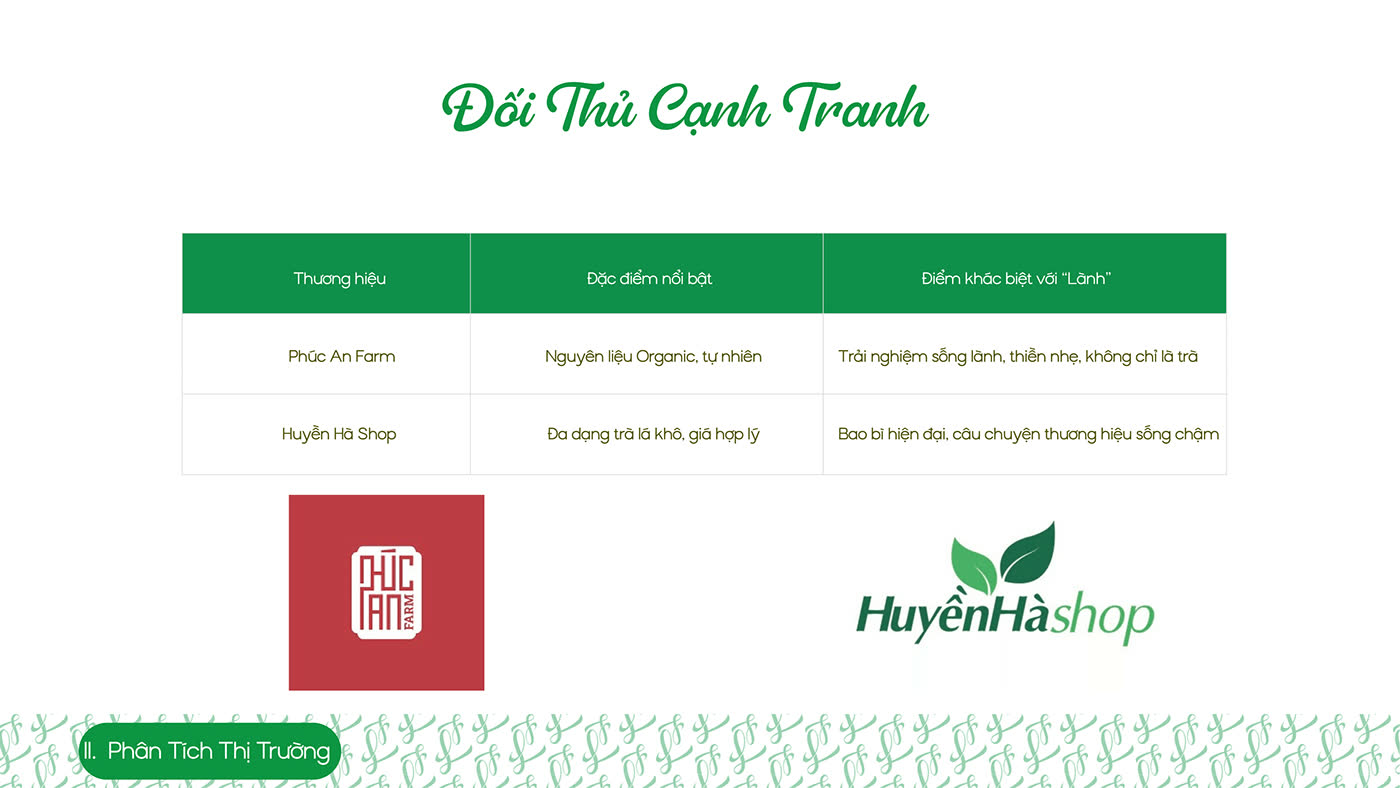 Đối Thủ Cạnh Tranh
Thương hiệu
Đặc điểm nổi bật
Điểm khác biệt với “Lành”
Phúc An Farm
Nguyên liệu Organic, tự nhiên
Trải nghiệm sống lành, thiền nhẹ, không chỉ là trà
Huyền Hà Shop
Đa dạng trà lá khô, giá hợp lý
Bao bì hiện đại, câu chuyện thương hiệu sống chậm
PHÚC
AN
FARM
HuyềnHàshop
II. Phân Tích Thị Trường